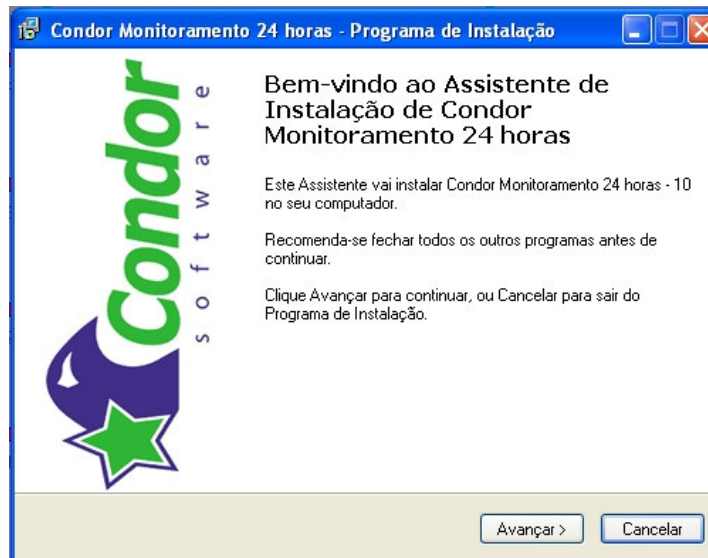 Condor Monitoramento 24 horas - Programa de Instalação
Condor
software
Bem-vindo ao Assistente de
Instalação de Condor
Monitoramento 24 horas
Este Assistente vai instalar Condor Monitoramento 24 horas - 10
no seu computador.
Recomenda-se fechar todos os outros programas antes de
continuar.
Clique Avançar para continuar, ou Cancelar para sair do
Programa de Instalação.
Avançar >
Cancelar